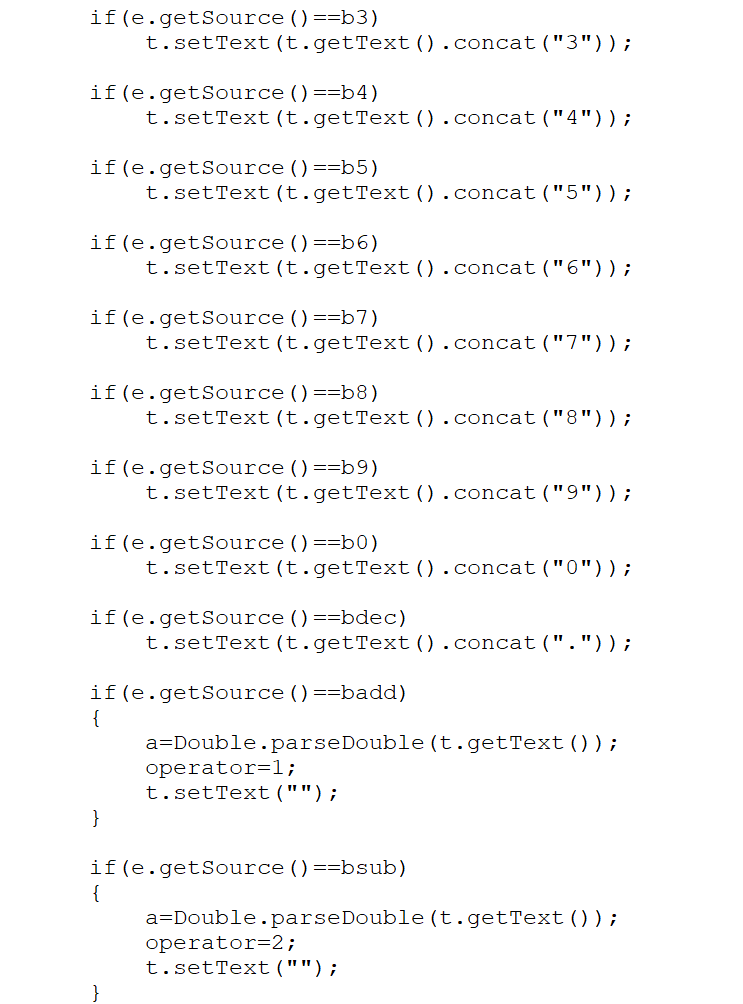 if(e.getSource()==b3)
    t.setText(t.getText().concat("3"));

if(e.getSource()==b4)
    t.setText(t.getText().concat("4"));

if(e.getSource()==b5)
    t.setText(t.getText().concat("5"));

if(e.getSource()==b6)
    t.setText(t.getText().concat("6"));

if(e.getSource()==b7)
    t.setText(t.getText().concat("7"));

if(e.getSource()==b8)
    t.setText(t.getText().concat("8"));

if(e.getSource()==b9)
    t.setText(t.getText().concat("9"));

if(e.getSource()==b0)
    t.setText(t.getText().concat("0"));

if(e.getSource()==bdec)
    t.setText(t.getText().concat("."));

if(e.getSource()==badd)
{
    a=Double.parseDouble(t.getText());
    operator=1;
    t.setText("");
}

if(e.getSource()==bsub)
{
    a=Double.parseDouble(t.getText());
    operator=2;
    t.setText("");
}